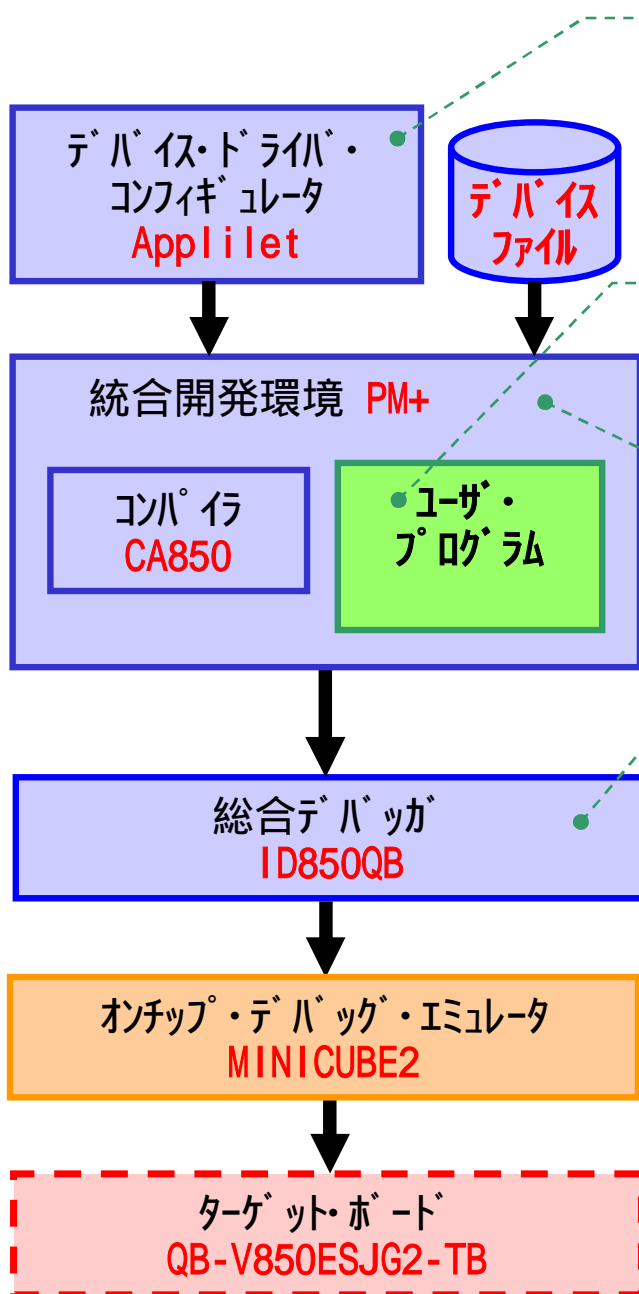 デバイス・ドライバ・
コンフィギュレータ
Applilet
デバイス
ファイル
統合開発環境 PM+
コンパイラ
CA850
ユーザ・
プログラム
総合デバッガ
ID850QB
オンチップ・デバッグ・エミュレータ
MINICUBE2
ターゲット・ボード
QB-V850ESJG2-TB